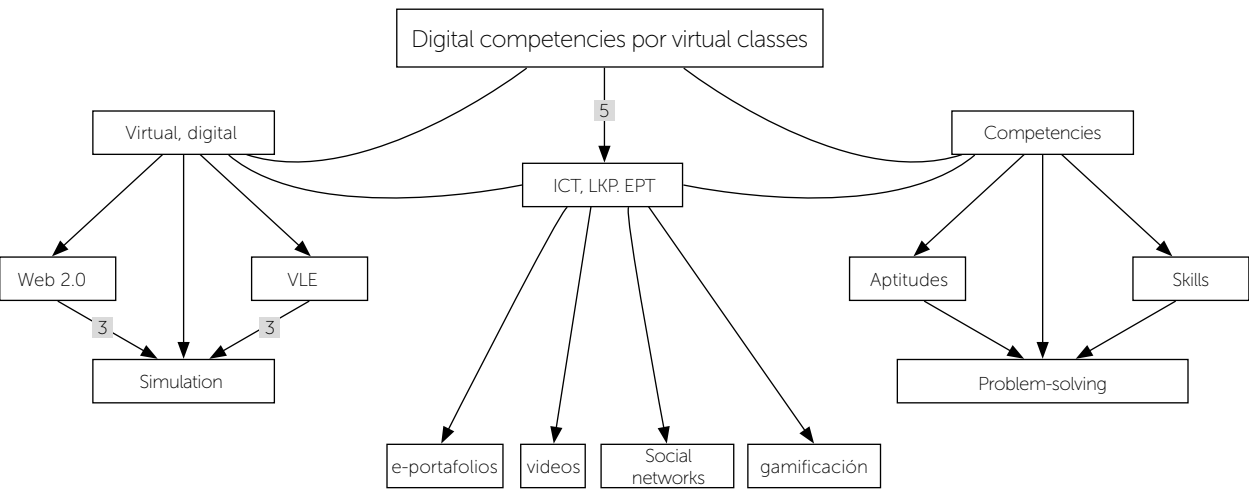 Digital competencies por virtual classes
5
Virtual, digital
Competencies
ICT, LKP. EPT
Web 2.0
VLE
Aptitudes
Skills
3
3
Simulation
Problem-solving
e-portafolios
videos
Social
networks
gamificación